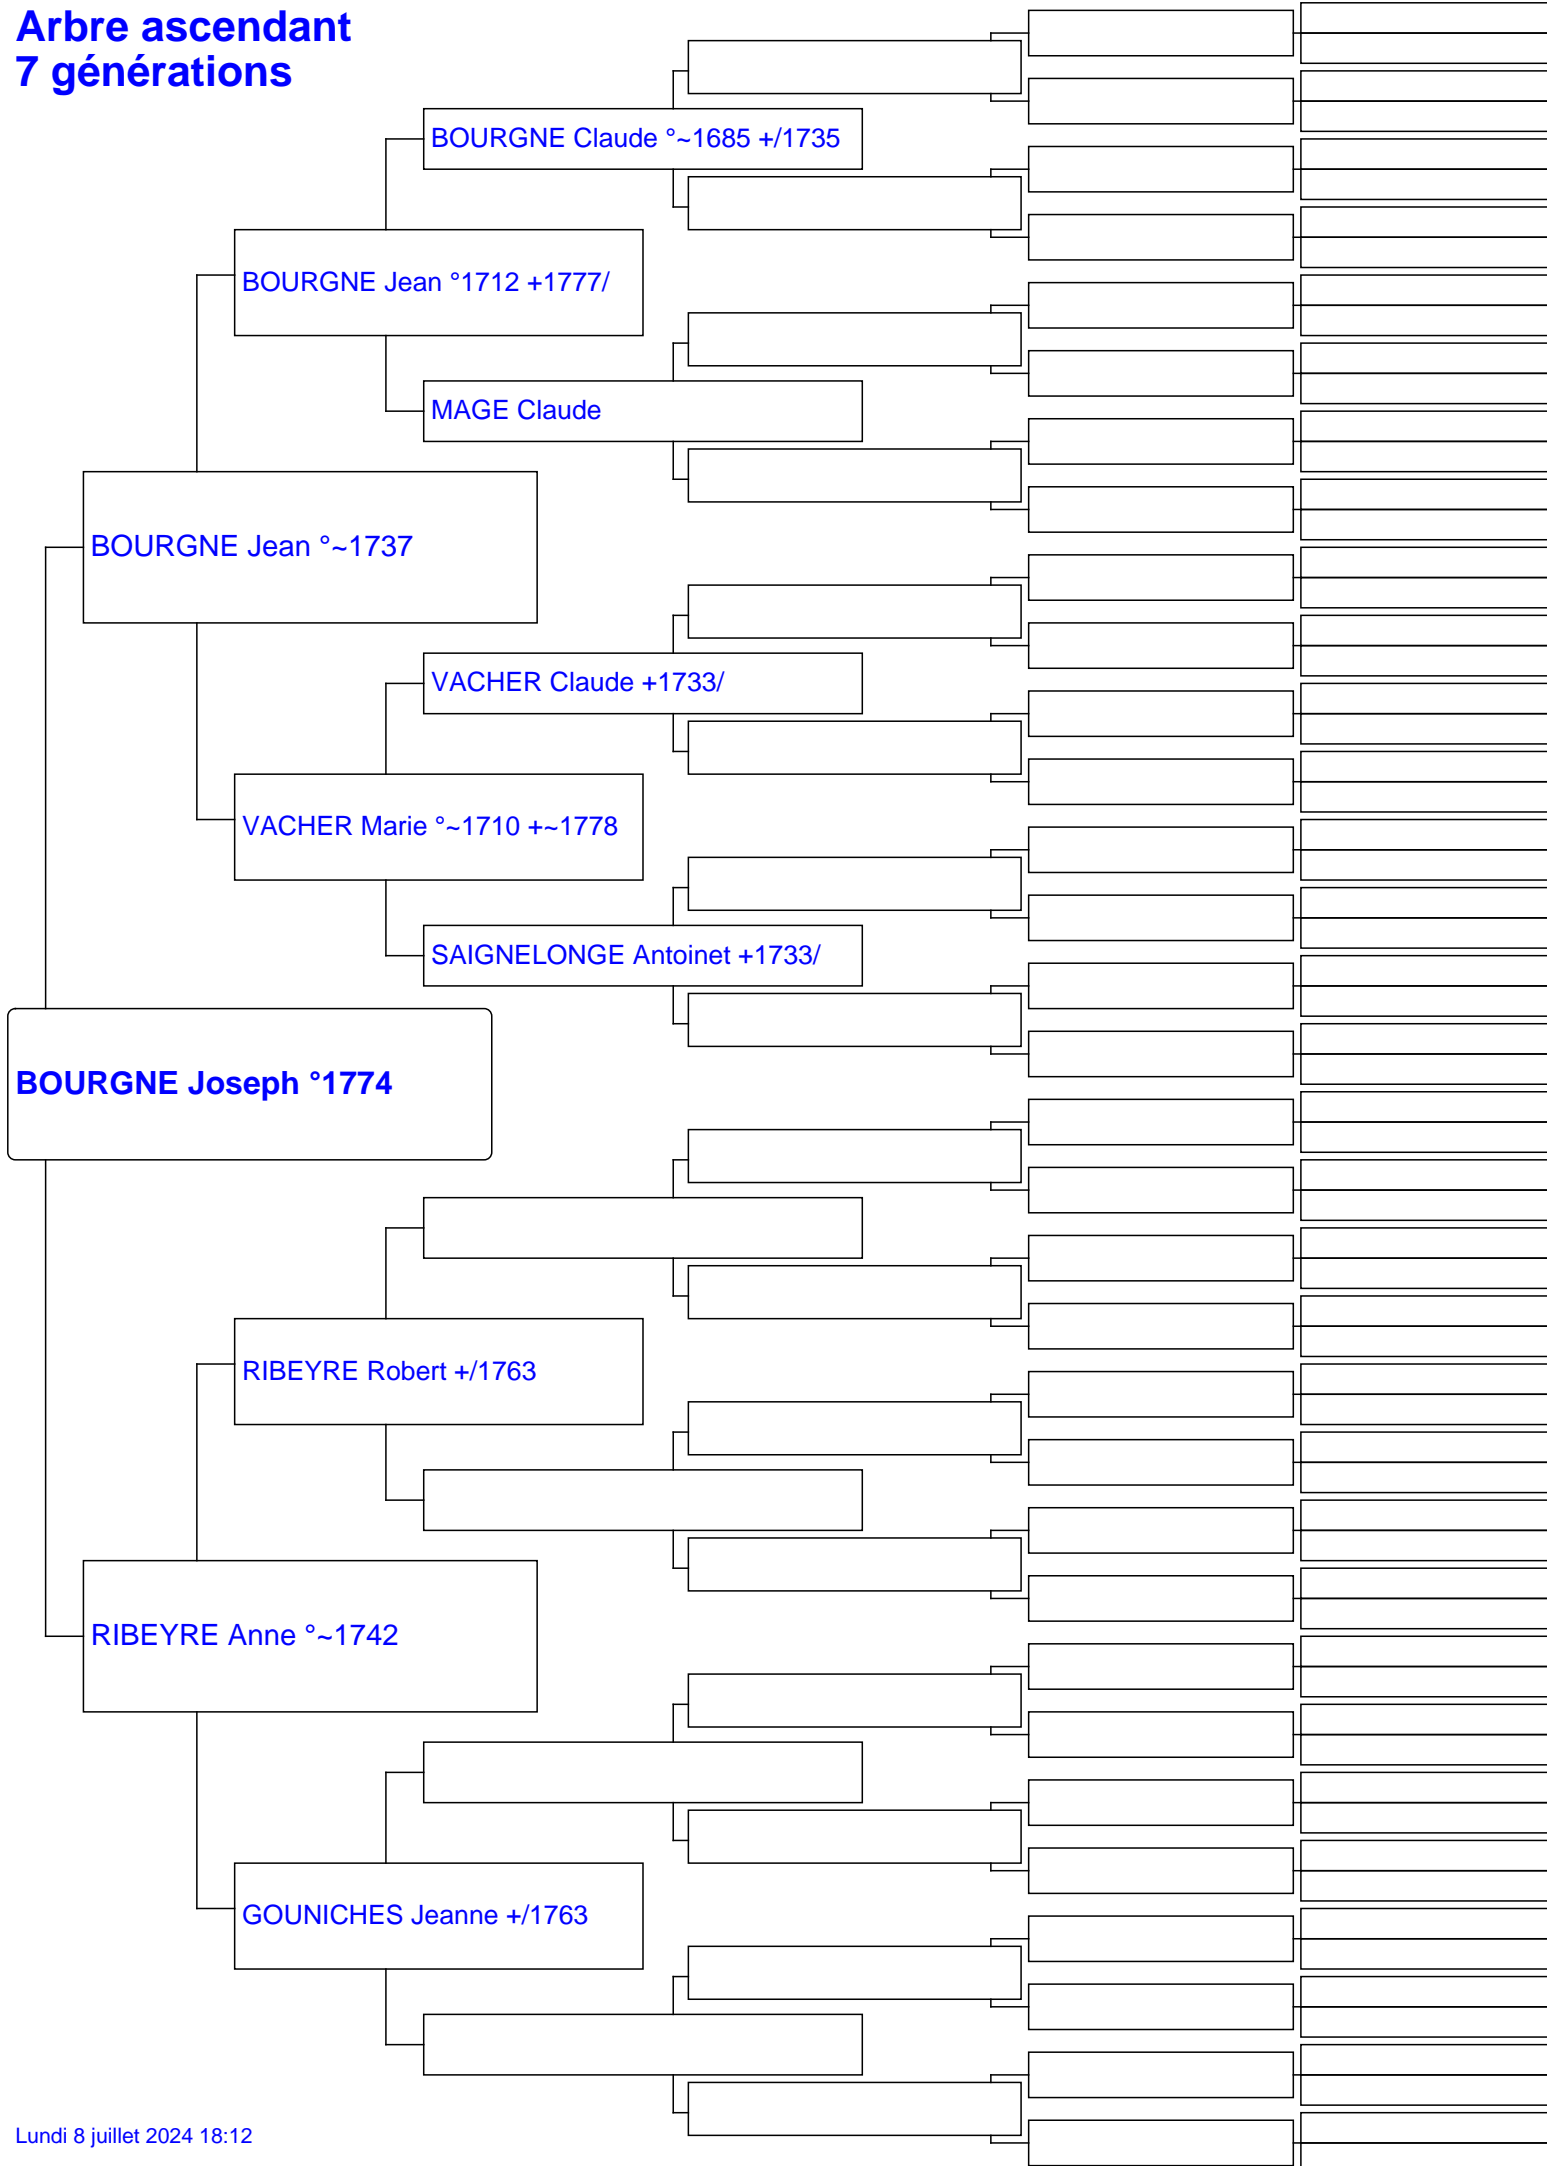 Arbre ascendant
7 générations
BOURGNE Claude °~1685 +/1735
BOURGNE Jean °1712 +1777/
MAGE Claude
BOURGNE Jean °~1737
VACHER Claude +1733/
VACHER Marie °~1710 +~1778
SAIGNELONGE Antoinet +1733/
BOURGNE Joseph °1774
RIBEYRE Robert +/1763
RIBEYRE Anne °~1742
GOUNICHES Jeanne +/1763
Lundi 8 juillet 2024 18:12